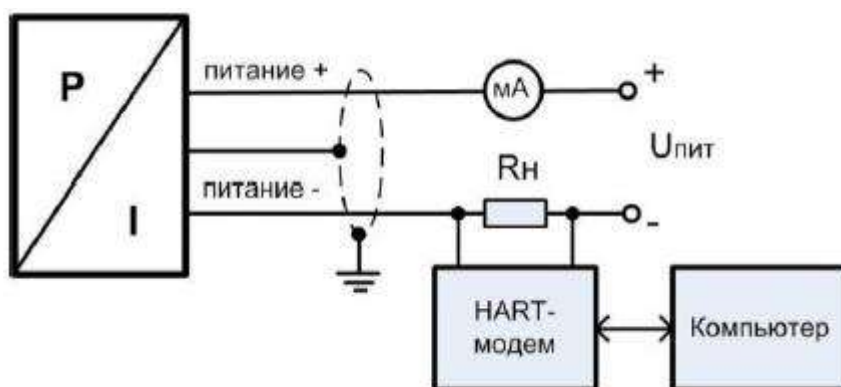 P
I
питание +
питание -
мА
+
Uпит
Rн
-
HART-
модем
Компьютер